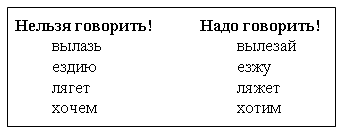 Нельзя говорить! Надо говорить!
вылазь вылезай
ездию езжу
лягет ляжет
хочем хотим